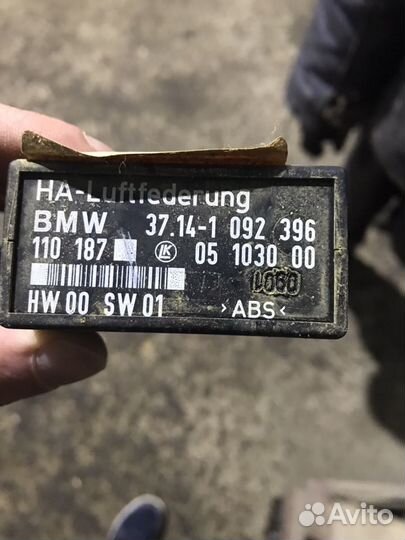 HA-Luftfederung
BMW 37.14-1 092 396
110 187 LK 05 1030 00
HW 00 SW 01 >ABS<
Avito